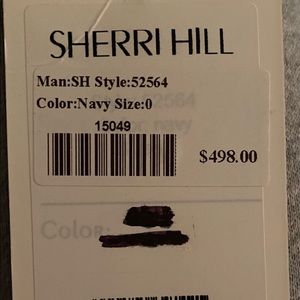 SHERRI HILL
Man:SH Style:52564
Color:Navy Size:0
15049
$498.00
Color: